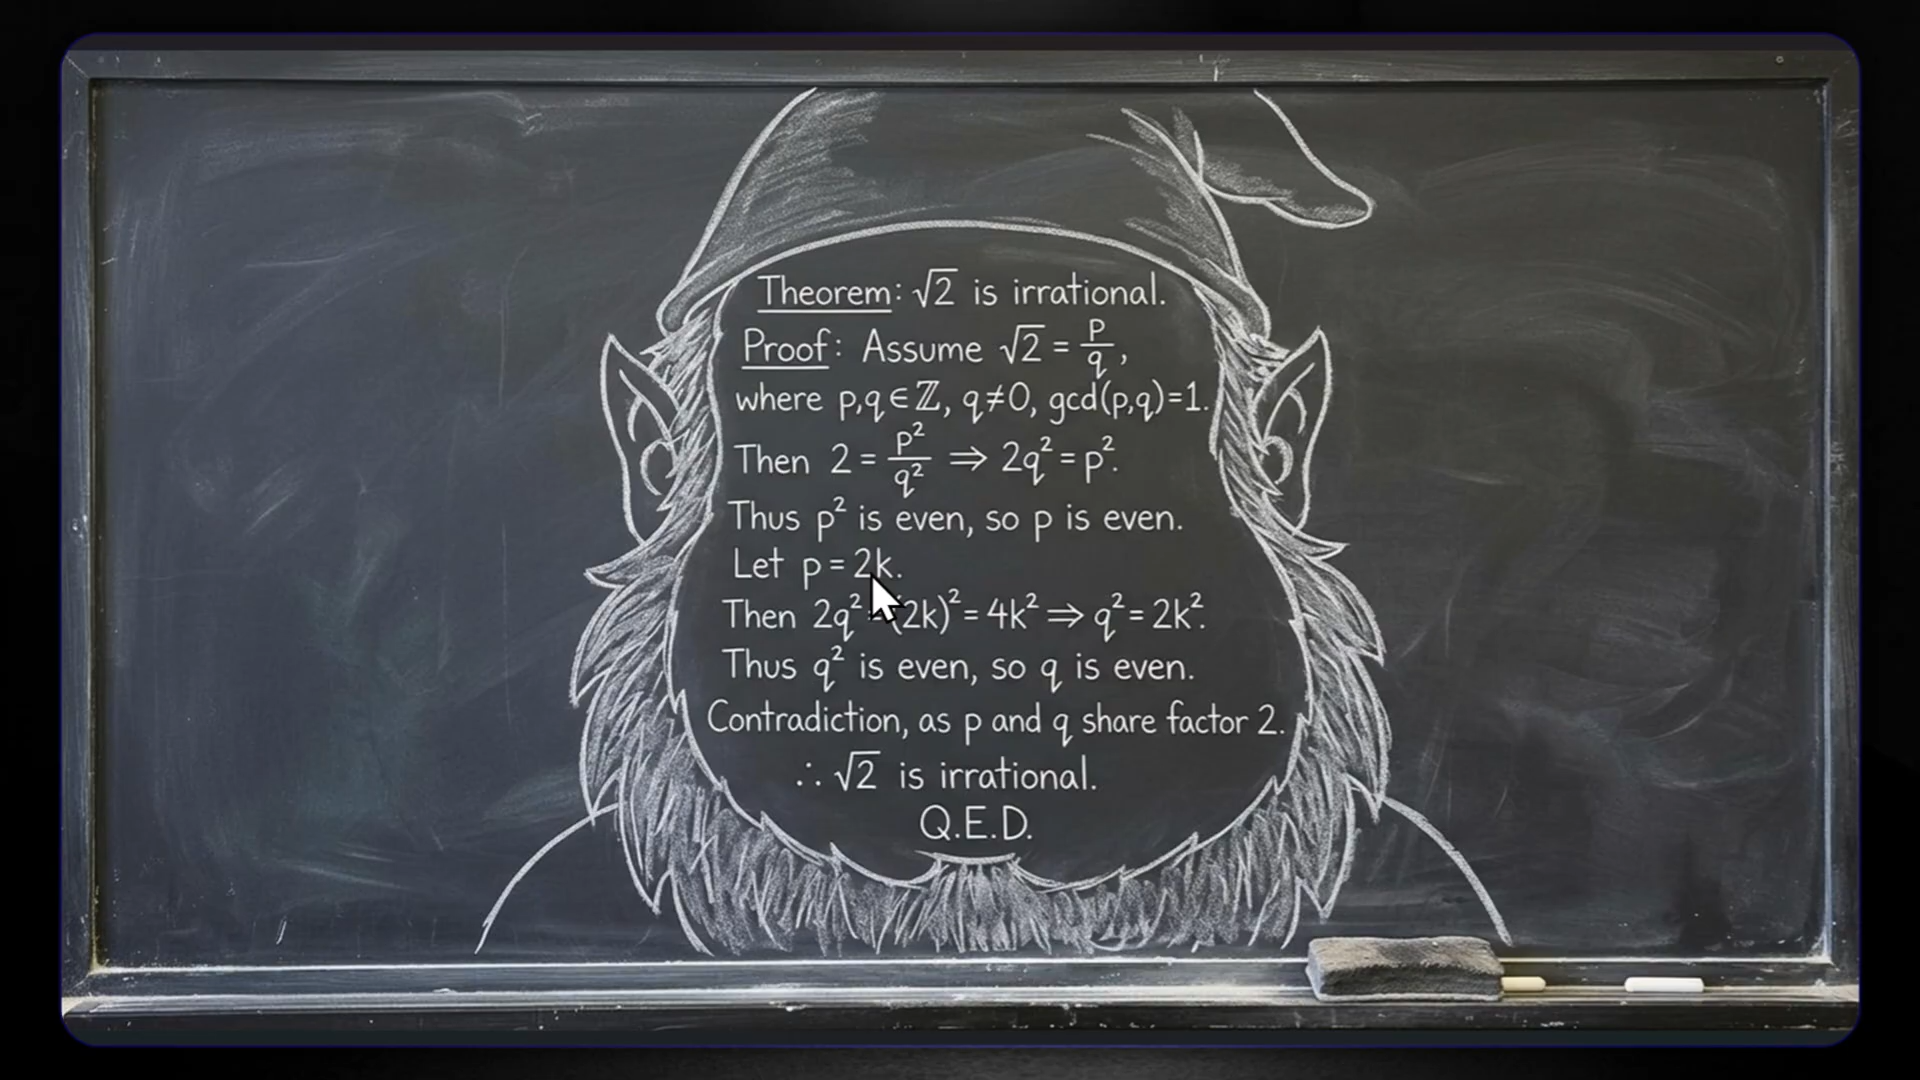 Theorem: √2 is irrational.
Proof: Assume √2 = p/q,
where p,q ∈ ℤ, q≠0, gcd(p,q)=1.
Then 2 = p²/q² ⇒ 2q² = p².
Thus p² is even, so p is even.
Let p = 2k.
Then 2q² (2k)² = 4k² ⇒ q² = 2k².
Thus q² is even, so q is even.
Contradiction, as p and q share factor 2.
∴ √2 is irrational.
Q.E.D.